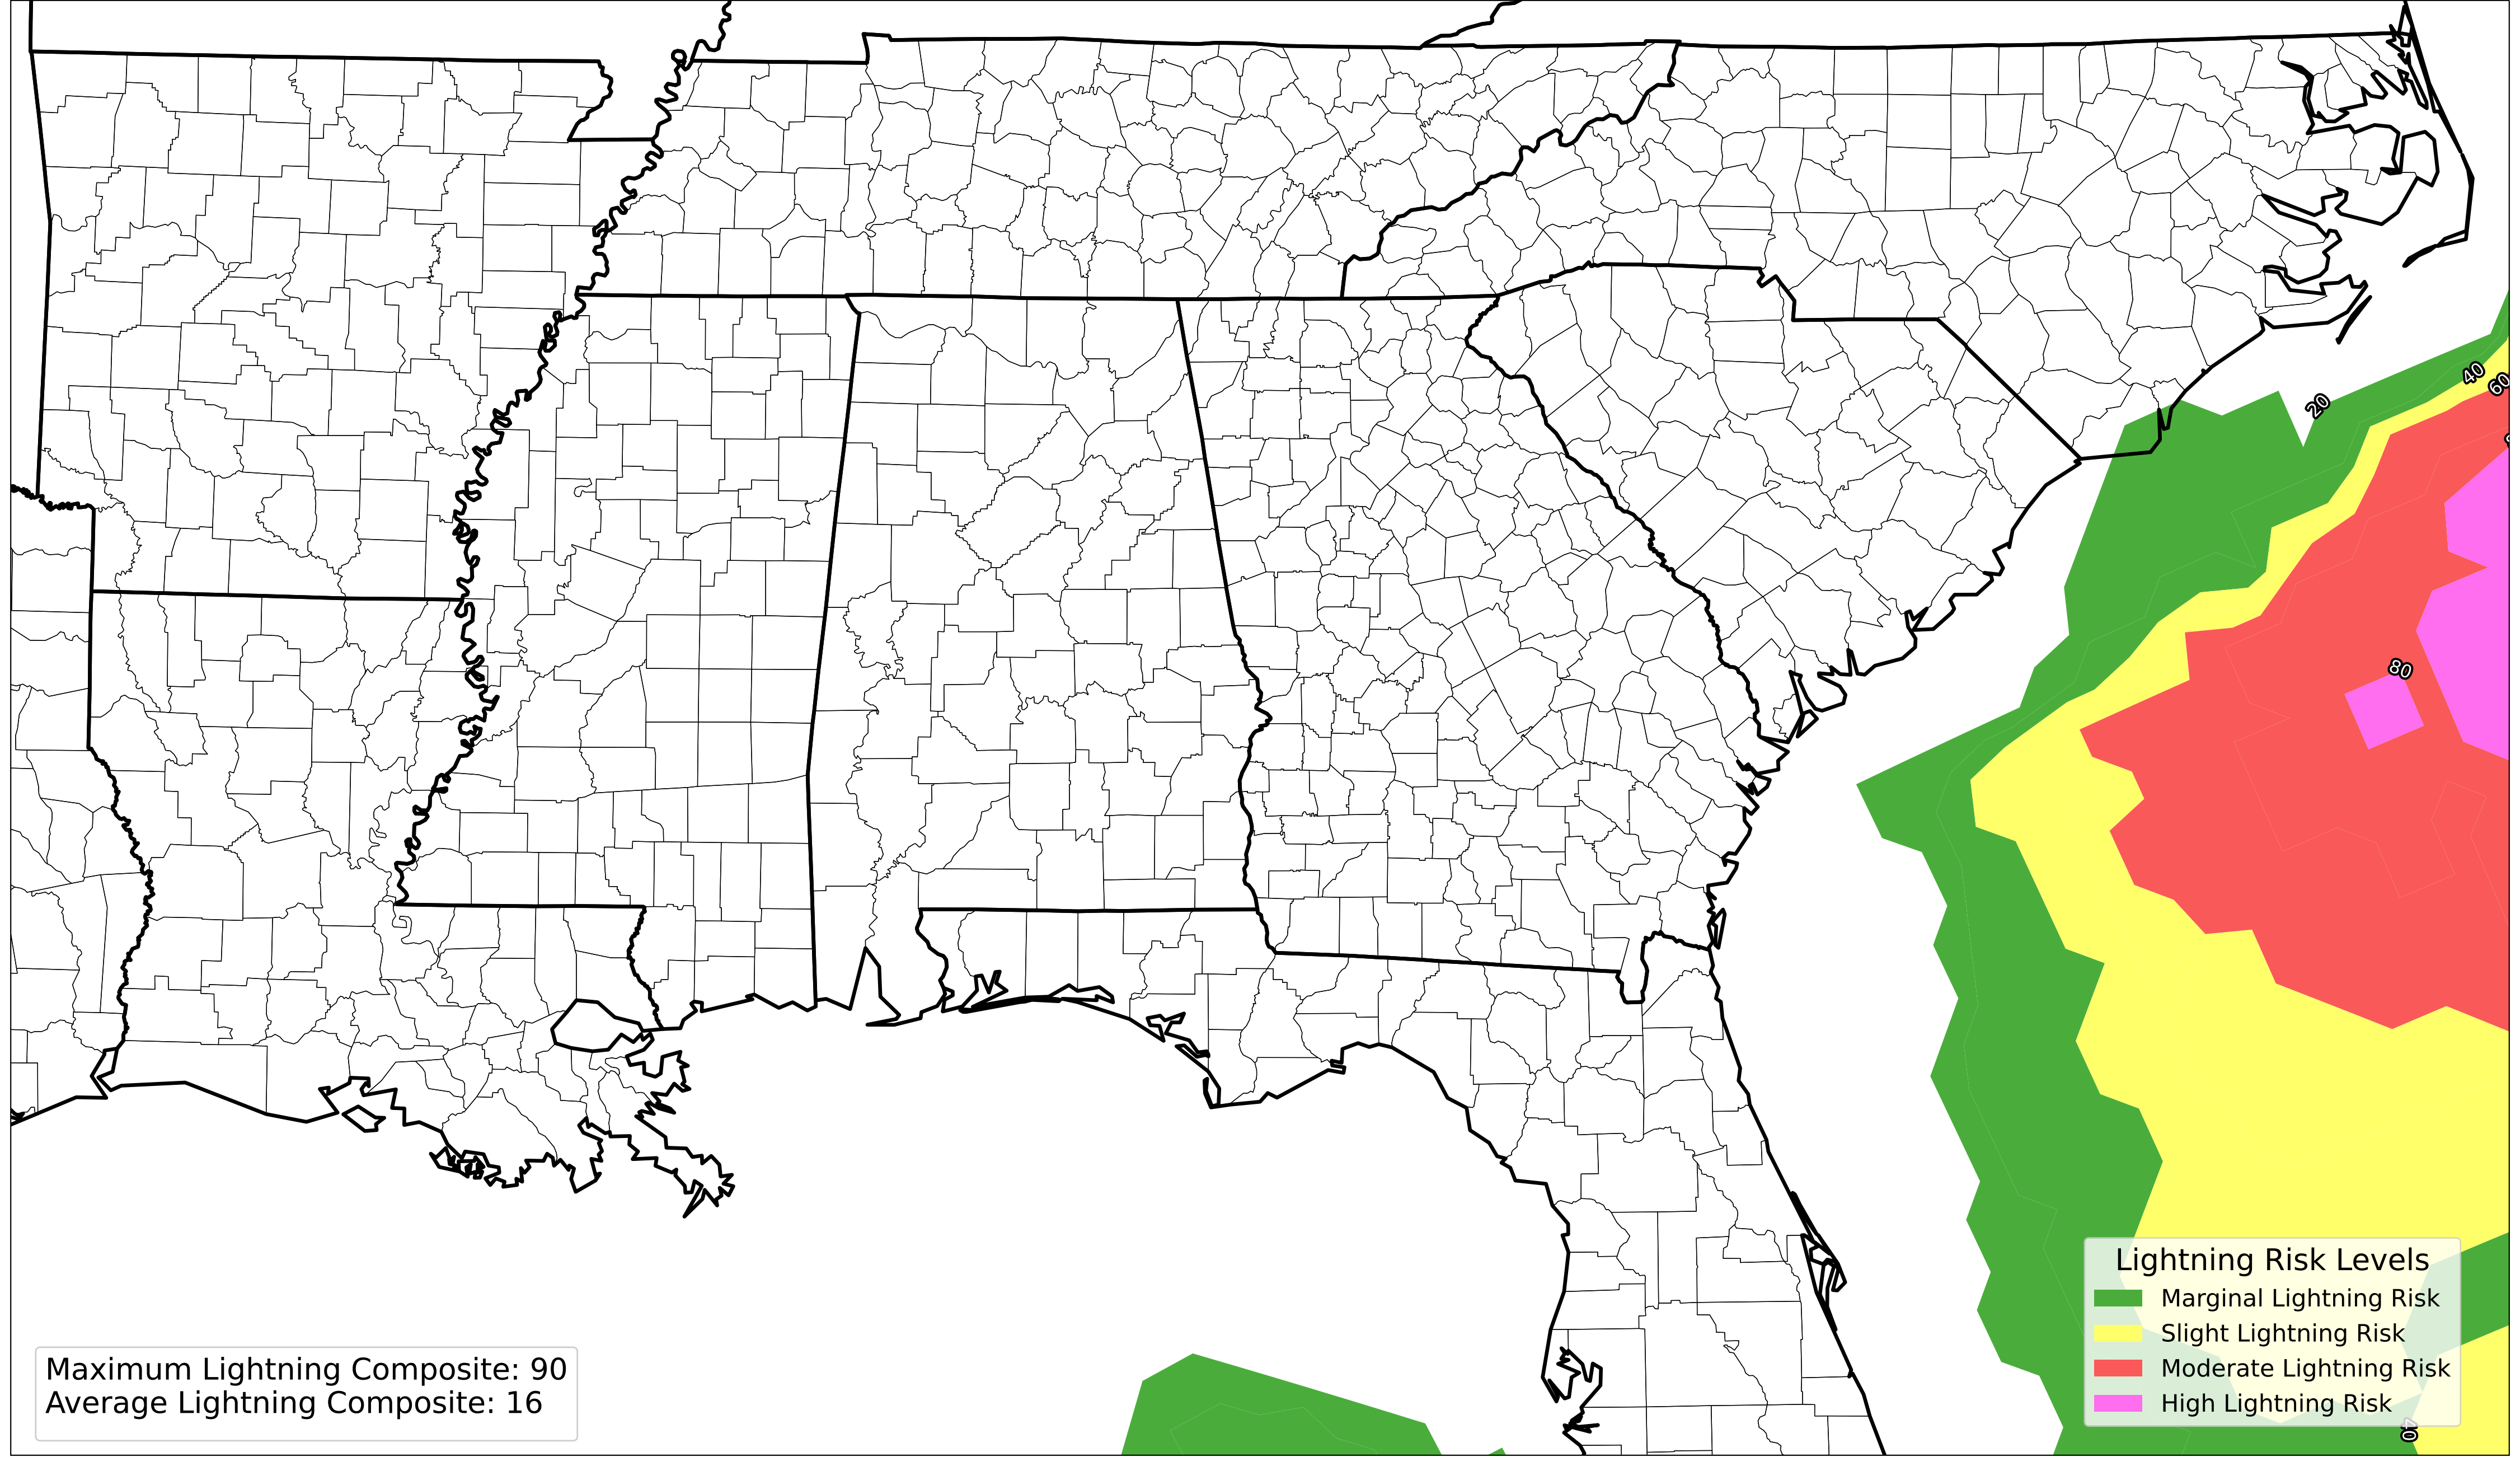 40
60
20
80
Lightning Risk Levels
Marginal Lightning Risk
Slight Lightning Risk
Moderate Lightning Risk
High Lightning Risk
Maximum Lightning Composite: 90
Average Lightning Composite: 16
40